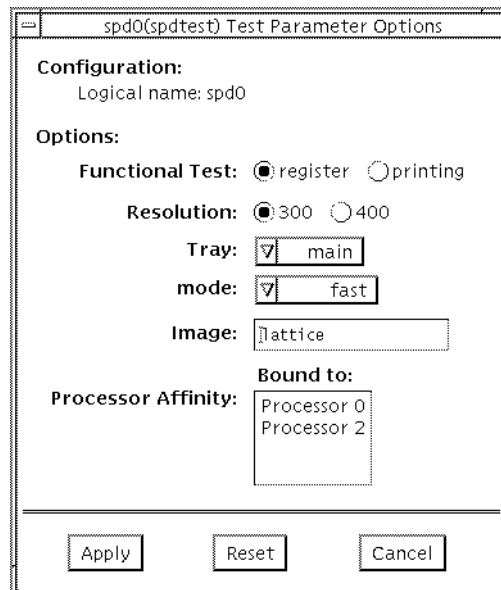 spd0(spdtest) Test Parameter Options
Configuration:
Logical name: spd0
Options:
Functional Test: register printing
Resolution: 300 400
Tray: main
mode: fast
Image: lattice
Bound to:
Processor Affinity:
Processor 0
Processor 2
Apply Reset Cancel